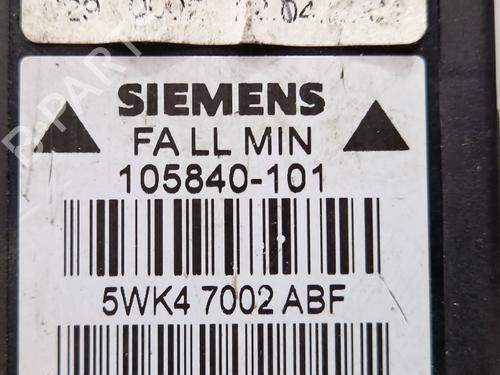 SIEMENS
FA LL MIN
105840-101
5WK4 7002 ABF